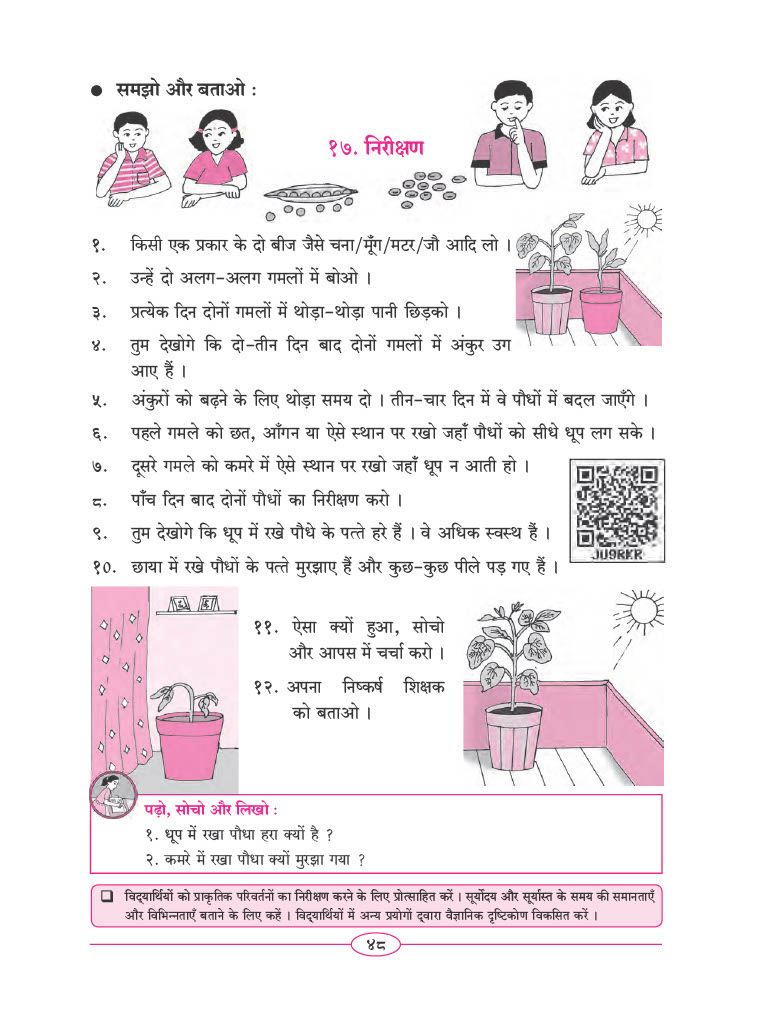 ● समझो और बताओ :
१७. निरीक्षण
१. किसी एक प्रकार के दो बीज जैसे चना/मूँग/मटर/जौ आदि लो ।
२. उन्हें दो अलग-अलग गमलों में बोओ ।
३. प्रत्येक दिन दोनों गमलों में थोड़ा-थोड़ा पानी छिड़को ।
४. तुम देखोगे कि दो-तीन दिन बाद दोनों गमलों में अंकुर उग
आए हैं ।
५. अंकुरों को बढ़ने के लिए थोड़ा समय दो । तीन-चार दिन में वे पौधों में बदल जाएँगे ।
६. पहले गमले को छत, आँगन या ऐसे स्थान पर रखो जहाँ पौधों को सीधे धूप लग सके ।
७. दूसरे गमले को कमरे में ऐसे स्थान पर रखो जहाँ धूप न आती हो ।
८. पाँच दिन बाद दोनों पौधों का निरीक्षण करो ।
९. तुम देखोगे कि धूप में रखे पौधे के पत्ते हरे हैं । वे अधिक स्वस्थ हैं ।
JU9RKR
१०. छाया में रखे पौधों के पत्ते मुरझाए हैं और कुछ-कुछ पीले पड़ गए हैं ।
११. ऐसा क्यों हुआ, सोचो
और आपस में चर्चा करो ।
१२. अपना निष्कर्ष शिक्षक
को बताओ ।
पढ़ो, सोचो और लिखो :
१. धूप में रखा पौधा हरा क्यों है ?
२. कमरे में रखा पौधा क्यों मुरझा गया ?
❑ विद्यार्थियों को प्राकृतिक परिवर्तनों का निरीक्षण करने के लिए प्रोत्साहित करें । सूर्योदय और सूर्यास्त के समय की समानताएँ
और विभिन्नताएँ बताने के लिए कहें । विद्यार्थियों में अन्य प्रयोगों द्वारा वैज्ञानिक दृष्टिकोण विकसित करें ।
४८